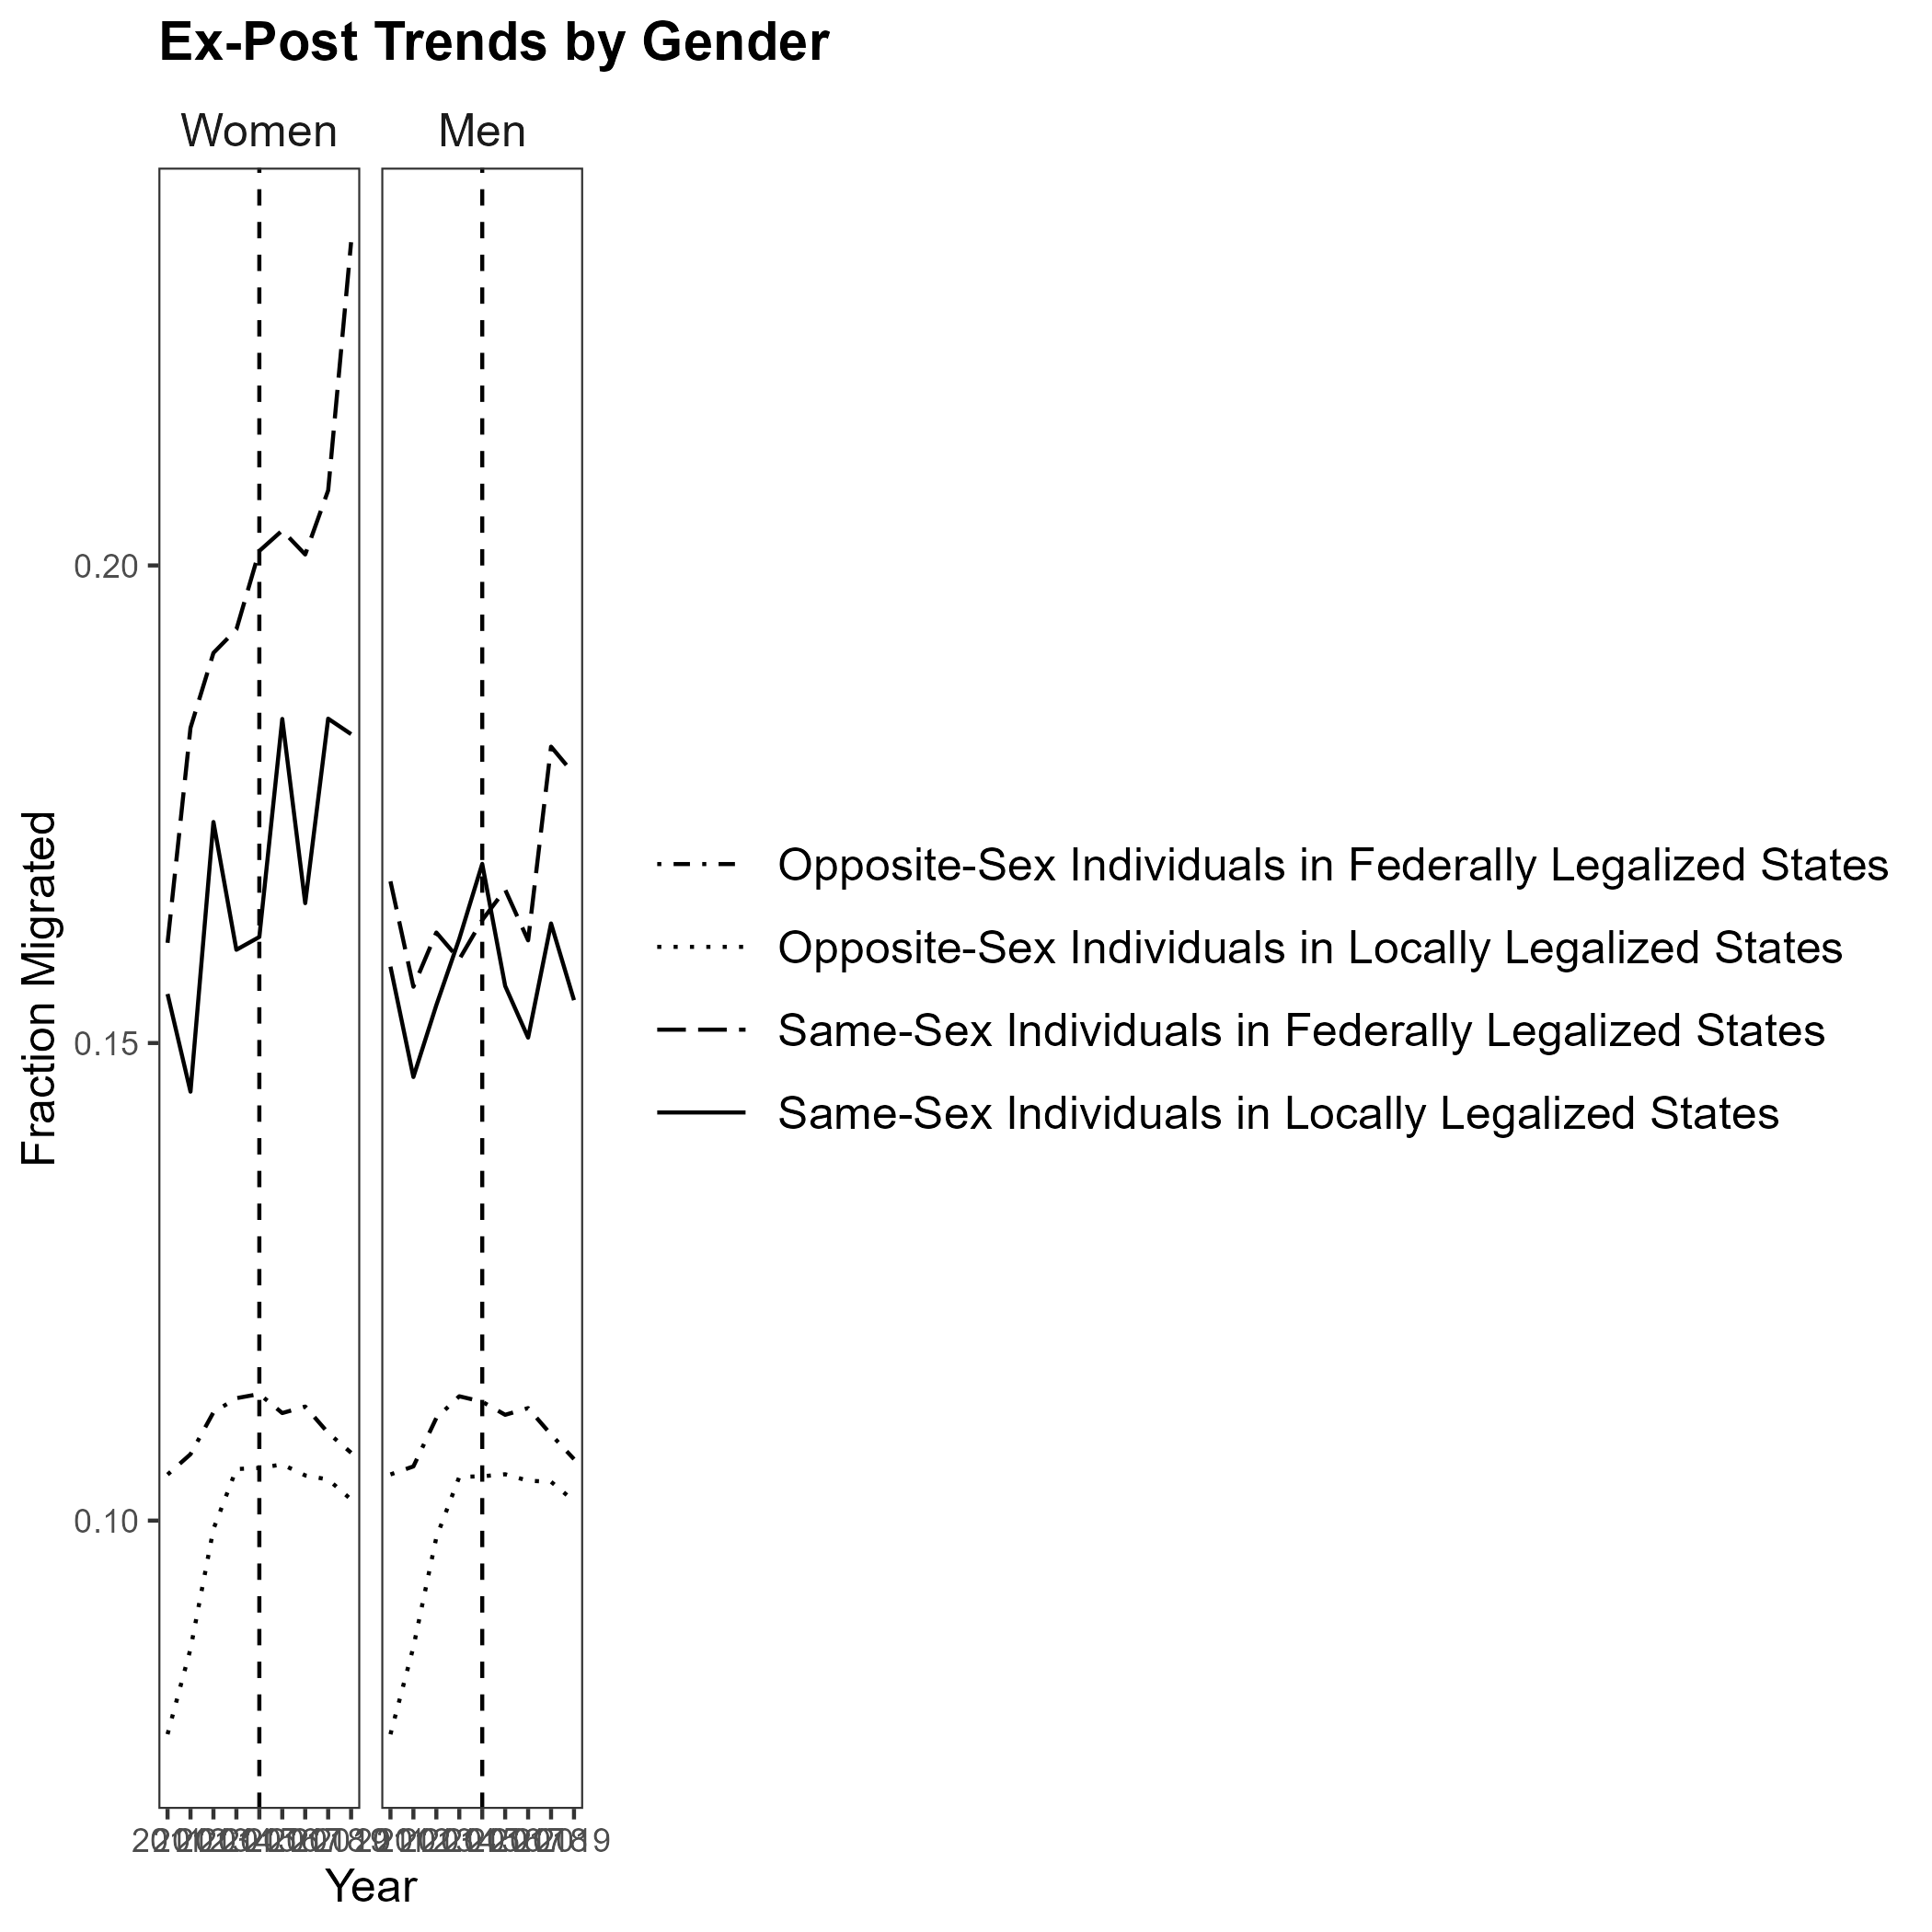 Ex-Post Trends by Gender
Women Men
Fraction Migrated
0.20
0.15
0.10
Opposite-Sex Individuals in Federally Legalized States
Opposite-Sex Individuals in Locally Legalized States
Same-Sex Individuals in Federally Legalized States
Same-Sex Individuals in Locally Legalized States
Year